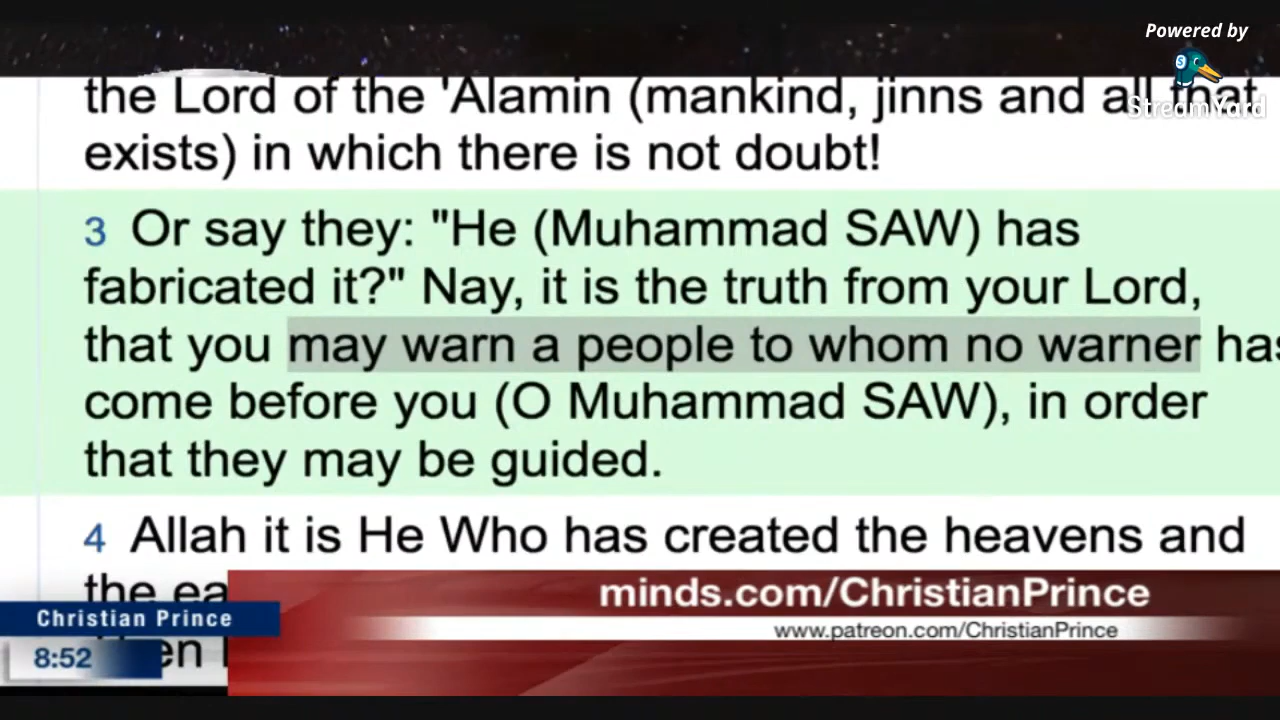 Powered by
StreamYard
the Lord of the 'Alamin (mankind, jinns and all that
exists) in which there is not doubt!
3 Or say they: "He (Muhammad SAW) has
fabricated it?" Nay, it is the truth from your Lord,
that you may warn a people to whom no warner has
come before you (O Muhammad SAW), in order
that they may be guided.
4 Allah it is He Who has created the heavens and
the ea
minds.com/ChristianPrince
Christian Prince
www.patreon.com/ChristianPrince
8:52